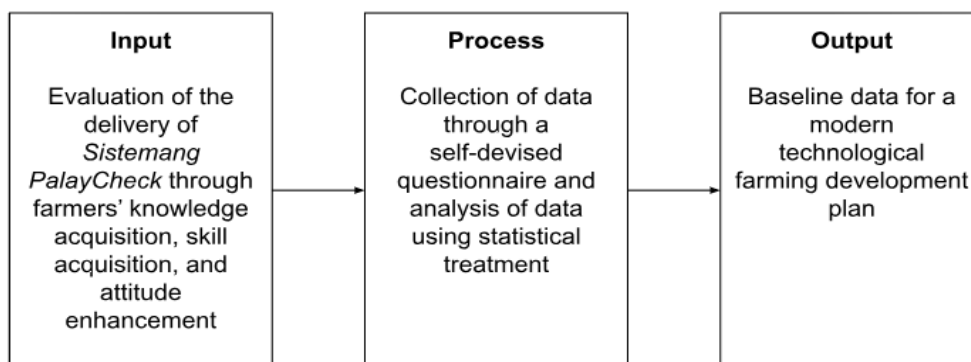 Input
Evaluation of the
delivery of
Sistemang
PalayCheck through
farmers' knowledge
acquisition, skill
acquisition, and
attitude
enhancement
Process
Collection of data
through a
self-devised
questionnaire and
analysis of data
using statistical
treatment
Output
Baseline data for a
modern
technological
farming development
plan